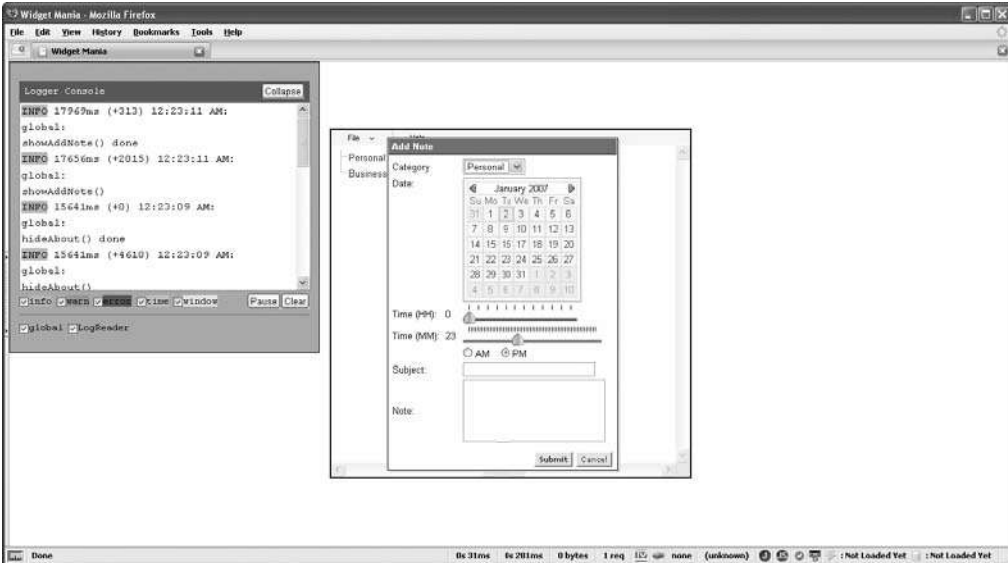 Widget Mania - Mozilla Firefox
File Edit View History Bookmarks Tools Help
Widget Mania
Logger Console Collapse
INFO 17969ms (+313) 12:23:11 AM:
global:
showAddNote() done
INFO 17656ms (+2015) 12:23:11 AM:
global:
showAddNote()
INFO 15641ms (+0) 12:23:09 AM:
global:
hideAbout() done
INFO 15641ms (+4610) 12:23:09 AM:
global:
hideAbout()
info warn error time window Pause Clear
global LogReader
File Help
Personal
Business
Add Note
Category Personal
Date:
January 2007
Su Mo Tu We Th Fr Sa
31 1 2 3 4 5 6
7 8 9 10 11 12 13
14 15 16 17 18 19 20
21 22 23 24 25 26 27
28 29 30 31 1 2 3
4 5 6 7 8 9 10
Time (HH): 0
Time (MM): 23
AM PM
Subject:
Note:
Submit Cancel
Done 0s 31ms 0s 201ms 0 bytes 1 req none (unknown) : Not Loaded Yet : Not Loaded Yet